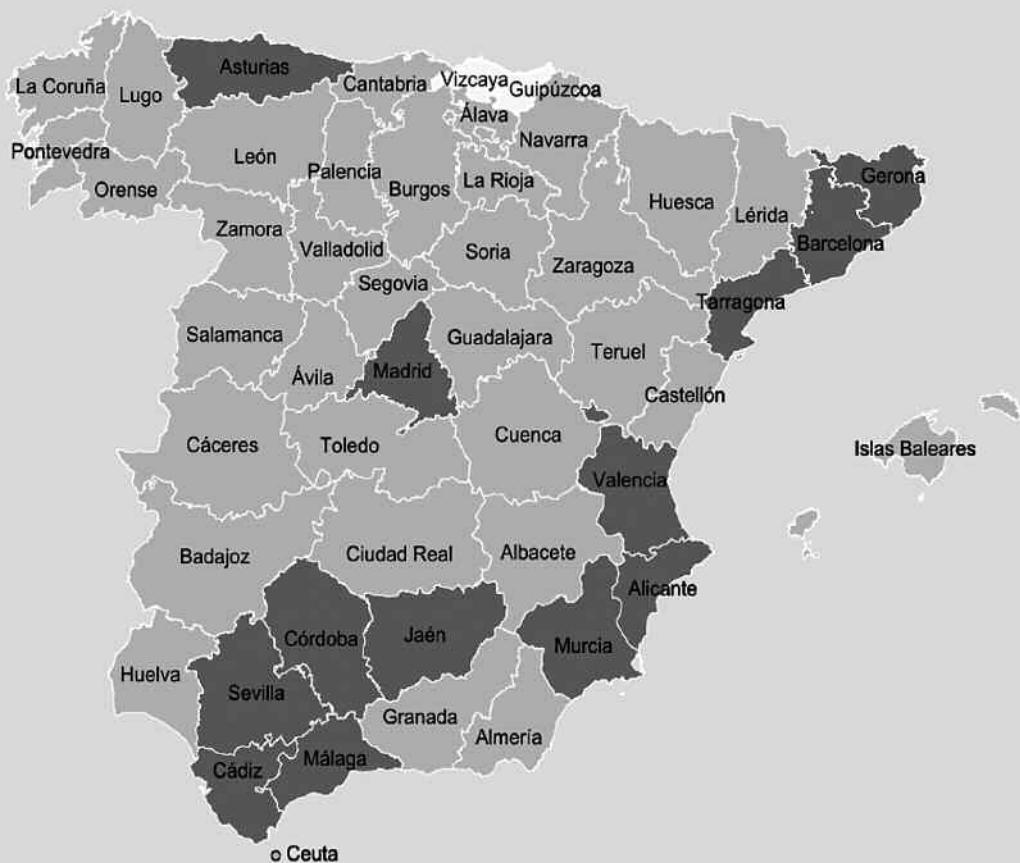 Asturias
Cantabria
Vizcaya
Guipúzcoa
La Coruña
Lugo
Álava
Navarra
Pontevedra
León
Palencia
Burgos
La Rioja
Orense
Huesca
Lérida
Gerona
Zamora
Valladolid
Soria
Zaragoza
Barcelona
Segovia
Tarragona
Salamanca
Guadalajara
Teruel
Ávila
Madrid
Castellón
Cáceres
Toledo
Cuenca
Islas Baleares
Valencia
Badajoz
Ciudad Real
Albacete
Alicante
Córdoba
Jaén
Murcia
Huelva
Sevilla
Granada
Almería
Cádiz
Málaga
Ceuta